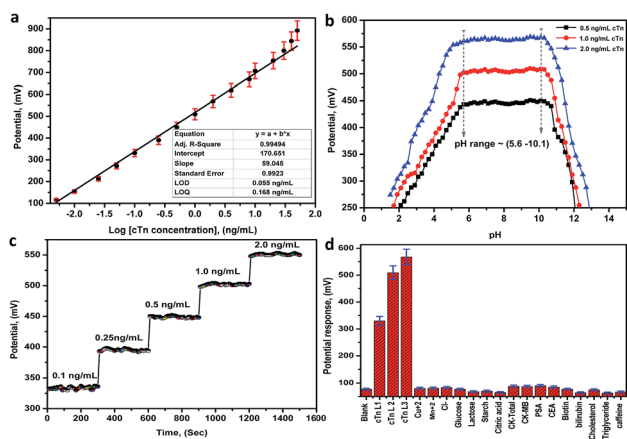 a
Potential, (mV)
900
800
700
600
500
400
300
200
100
-2.0
-1.5
-1.0
-0.5
0.0
0.5
1.0
1.5
2.0
Log [cTn concentration], (ng/mL)
Equation y = a + b*x
Adj. R-Square 0.99494
Intercept 170.651
Slope 59.045
Standard Error 0.9923
LOD 0.055 ng/mL
LOQ 0.168 ng/mL
b
Potential, (mV)
600
550
500
450
400
350
300
250
0
2
4
6
8
10
12
14
pH
0.5 ng/mL cTn
1.0 ng/mL cTn
2.0 ng/mL cTn
pH range ~ (5.6 -10.1)
c
Potential, (mV)
550
500
450
400
350
300
0
200
400
600
800
1000
1200
1400
1600
Time, (Sec)
0.1 ng/mL
0.25ng/mL
0.5 ng/mL
1.0 ng/mL
2.0 ng/mL
d
Potential response, (mV)
600
500
400
300
200
100
Blank
cTn L1
cTn L 2
cTn L3
Cu+2
Mn+2
Cl-
Glucose
Lactose
Starch
Citric acid
CK-Total
CK-MB
PSA
CEA
Biotin
bilirubin
Cholesterol
Triglyceride
caffeine